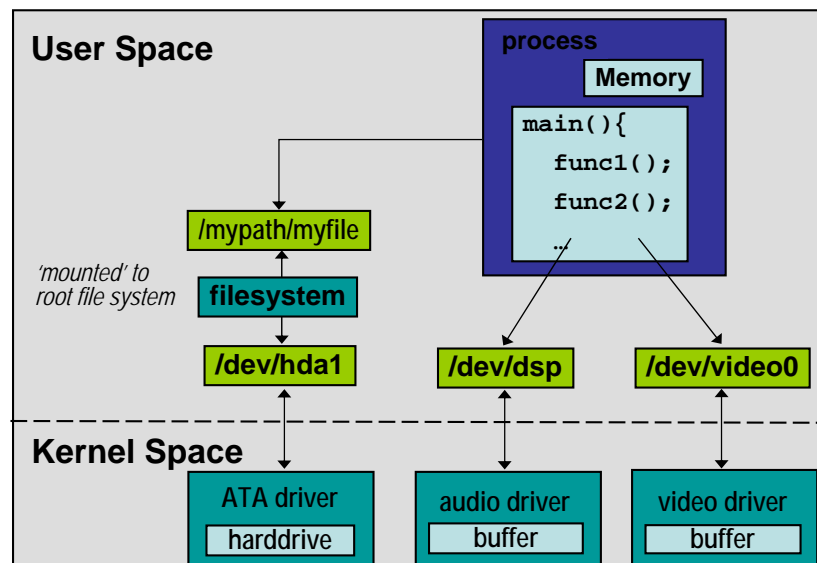 User Space
process
Memory
main(){
func1();
func2();
…
/mypath/myfile
'mounted' to
root file system
filesystem
/dev/hda1
/dev/dsp
/dev/video0
Kernel Space
ATA driver
harddrive
audio driver
buffer
video driver
buffer